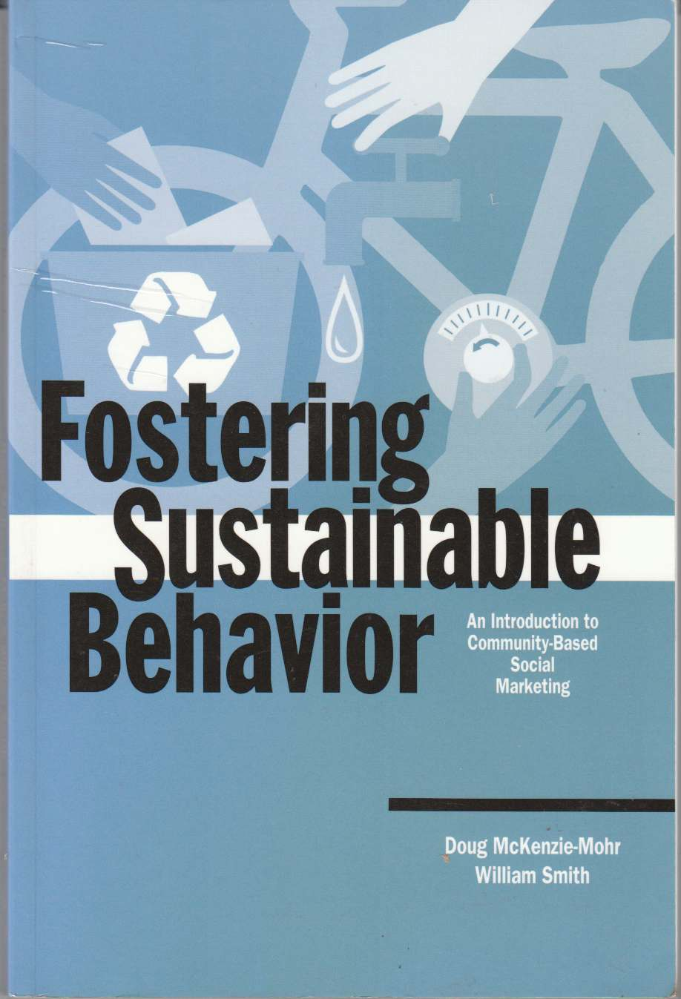 Fostering
Sustainable
Behavior
An Introduction to
Community-Based
Social
Marketing
Doug McKenzie-Mohr
William Smith